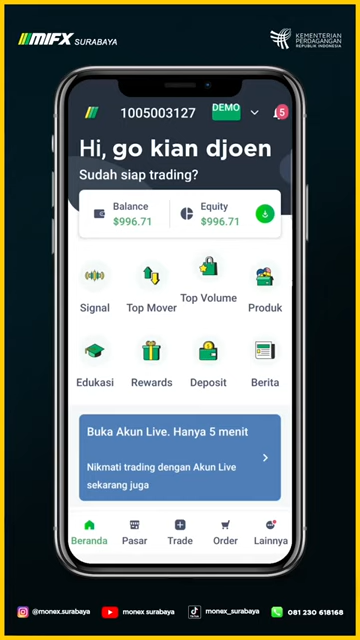 MIFX SURABAYA
KEMENTERIAN
PERDAGANGAN
REPUBLIK INDONESIA
1005003127 DEMO 5
Hi, go kian djoen
Sudah siap trading?
Balance Equity
$996.71 $996.71
Signal Top Mover Top Volume Produk
Edukasi Rewards Deposit Berita
Buka Akun Live. Hanya 5 menit
Nikmati trading dengan Akun Live
sekarang juga
Beranda Pasar Trade Order Lainnya
@monex.surabaya monex surabaya monex_surabaya 081 230 618168